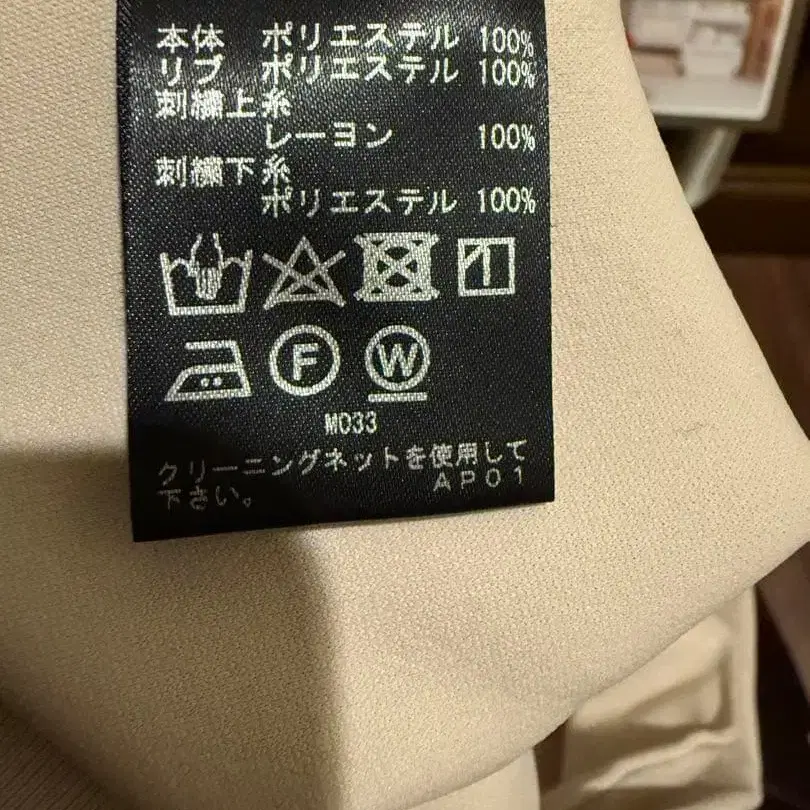 本体 ポリエステル 100%
リブ ポリエステル 100%
刺繍上糸
レーヨン 100%
刺繍下糸
ポリエステル 100%
F W
M033
クリーニングネットを使用して
下さい。 AP01